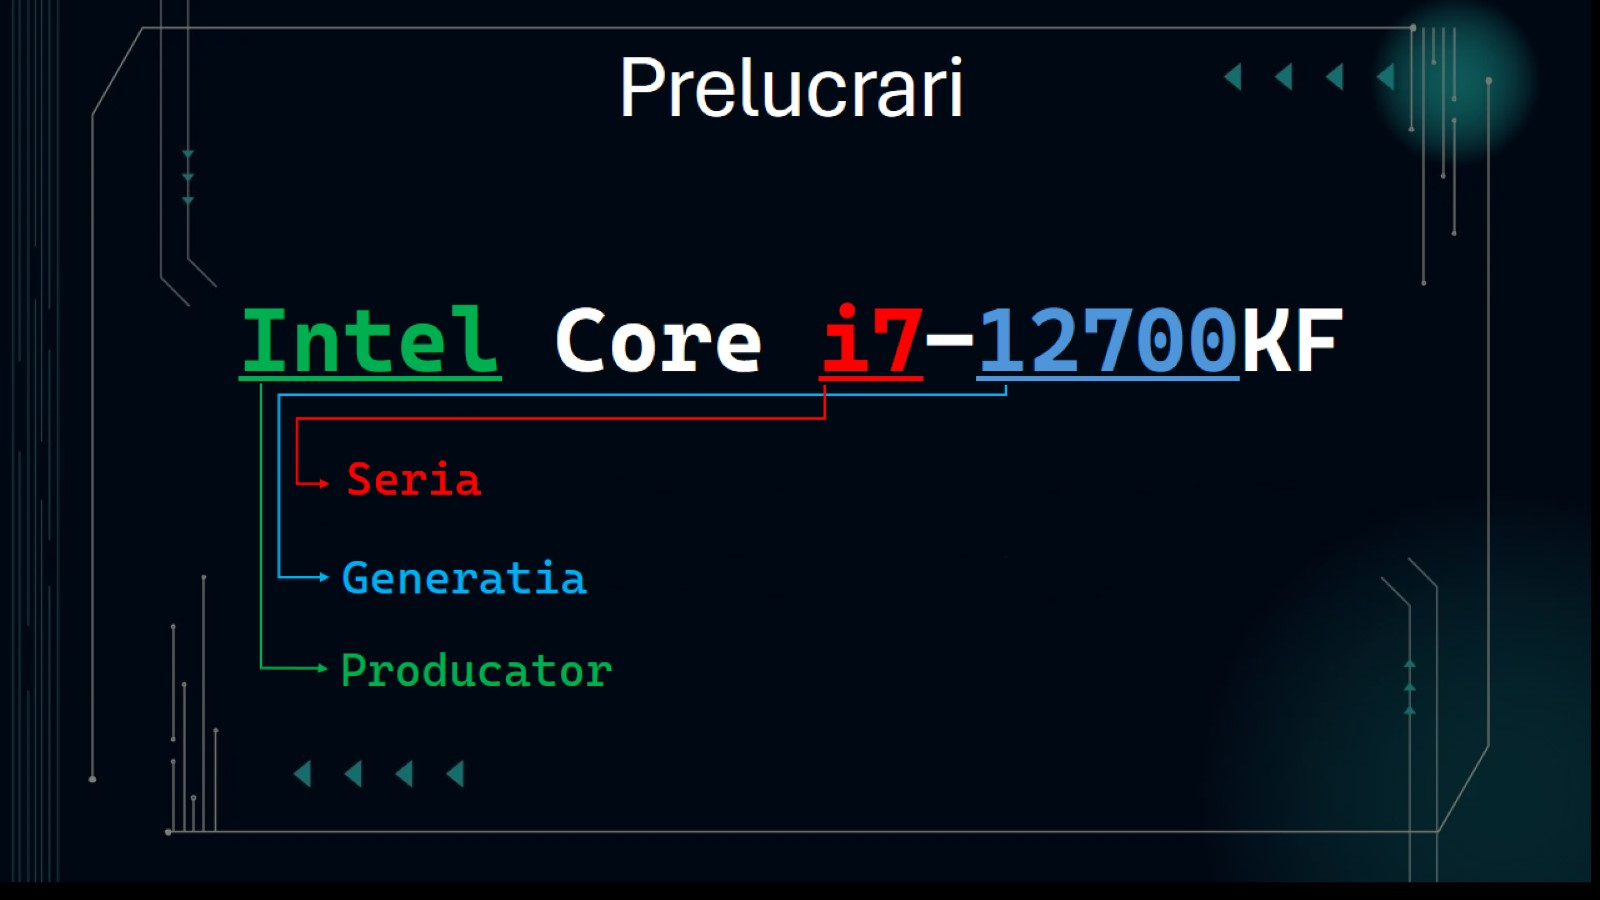 Prelucrari
Intel Core i7-12700KF
Seria
Generatia
Producator